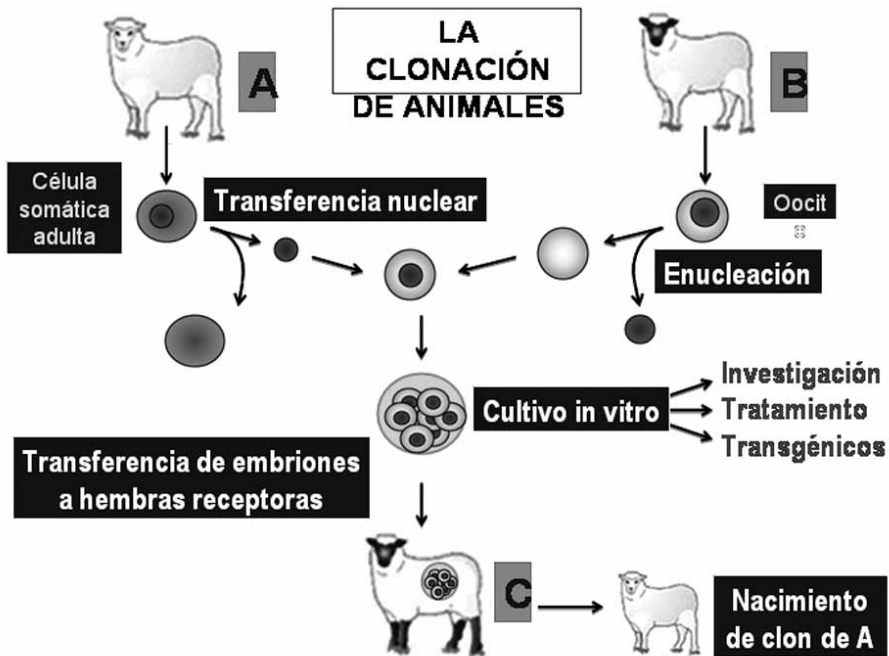 LA
CLONACIÓN
DE ANIMALES
A
B
Célula
somática
adulta
Transferencia nuclear
Oocit
Enucleación
Cultivo in vitro
Investigación
Tratamiento
Transgénicos
Transferencia de embriones
a hembras receptoras
C
Nacimiento
de clon de A